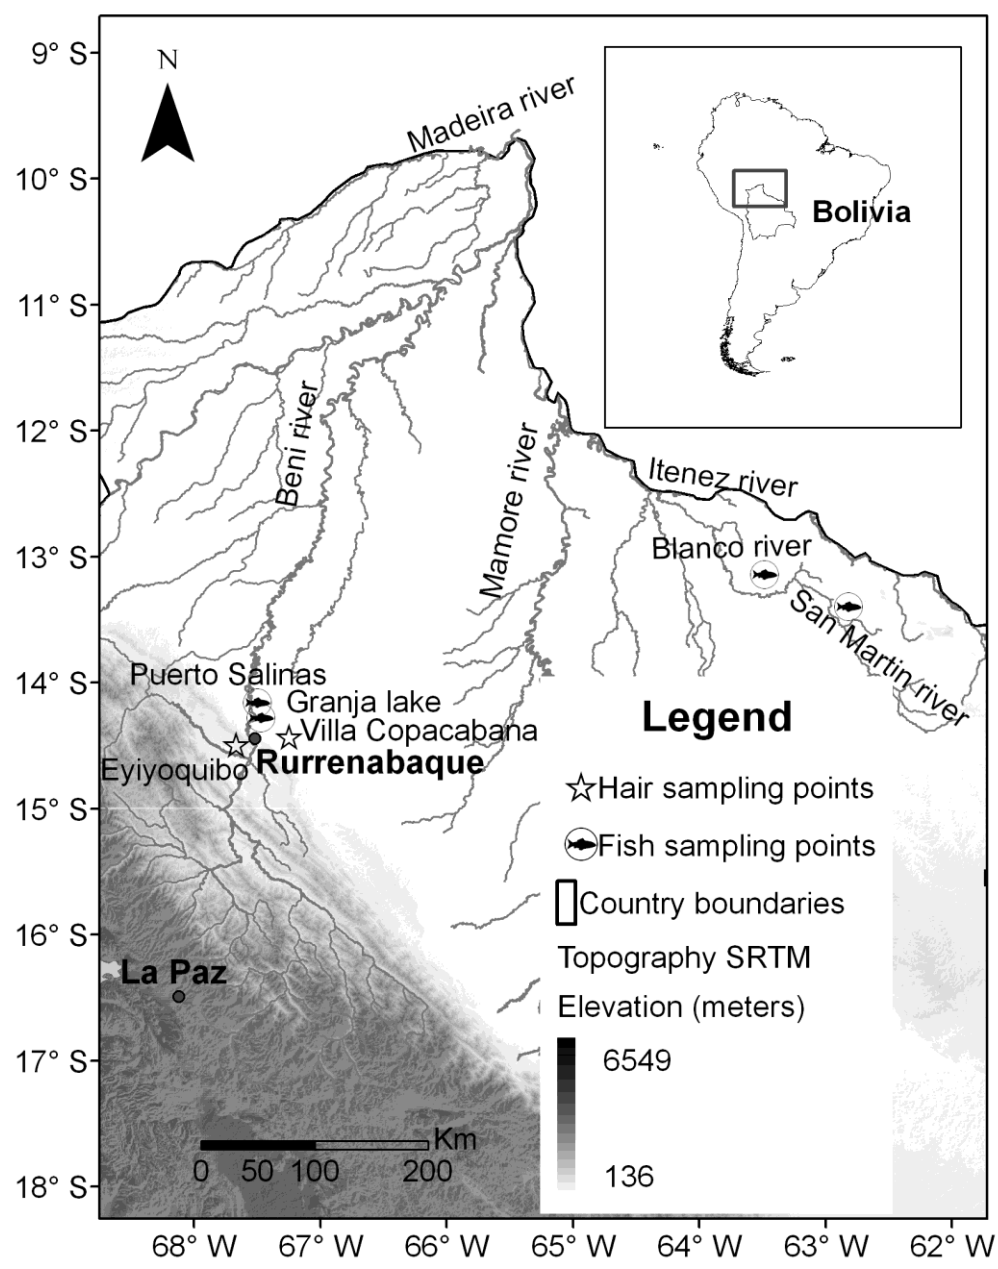 N
9° S
10° S
11° S
12° S
13° S
14° S
15° S
16° S
17° S
18° S
Madeira river
Bolivia
Beni river
Mamore river
Itenez river
Blanco river
San Martin river
Puerto Salinas
Granja lake
Villa Copacabana
Rurrenabaque
Eyiyoquibo
La Paz
Legend
Hair sampling points
Fish sampling points
Country boundaries
Topography SRTM
Elevation (meters)
6549
136
Km
0 50 100 200
68° W 67° W 66° W 65° W 64° W 63° W 62° W